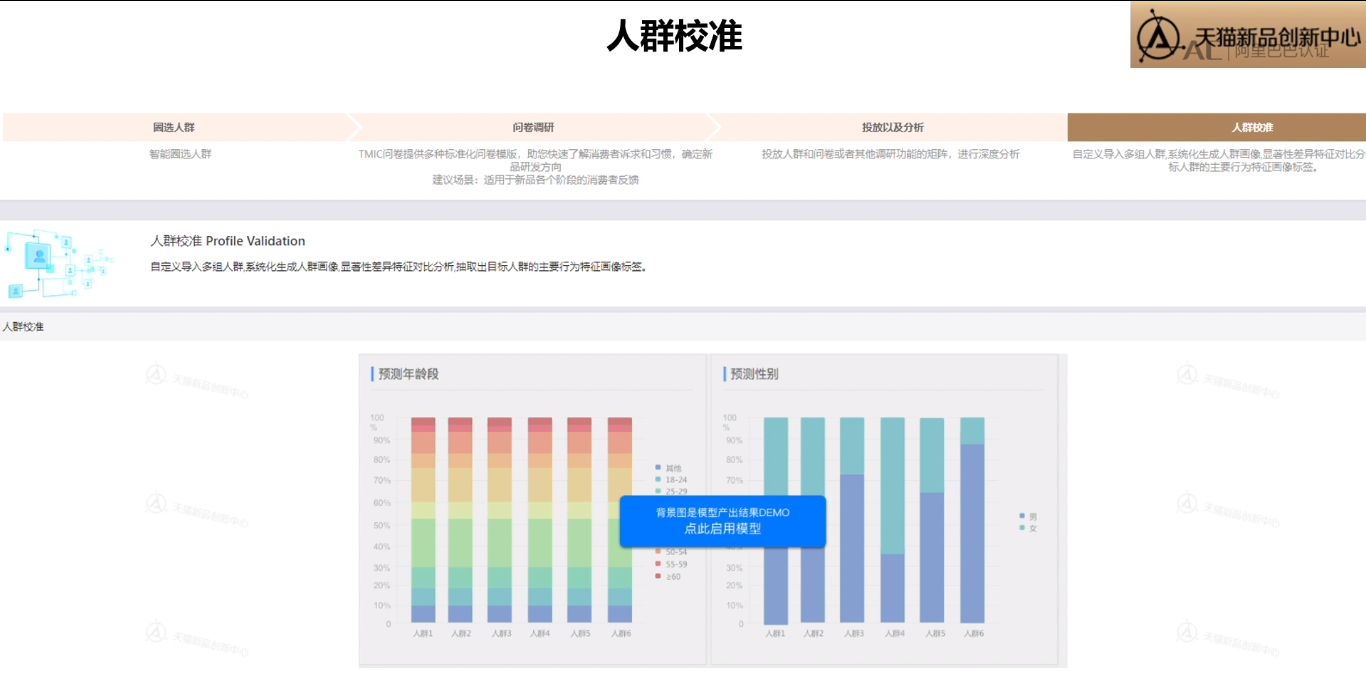 人群校准
天猫新品创新中心
AL|阿里巴巴认证
圈选人群
问卷调研
投放以及分析
人群校准
智能圈选人群
TMIC问卷提供多种标准化问卷模版，助您快速了解消费者诉求和习惯，确定新
品研发方向
建议场景：适用于新品各个阶段的消费者反馈
投放人群和问卷或者其他调研功能的矩阵，进行深度分析
自定义导入多组人群,系统化生成人群画像,显著性差异特征对比分
标人群的主要行为特征画像标签。
人群校准 Profile Validation
自定义导入多组人群,系统化生成人群画像,显著性差异特征对比分析,抽取出目标人群的主要行为特征画像标签。
人群校准
预测年龄段
100
%
90%
80%
70%
60%
50%
40%
30%
20%
10%
0
人群1 人群2 人群3 人群4 人群5 人群6
其他
18-24
25-29
50-54
55-59
≥60
背景图是模型产出结果DEMO
点此启用模型
预测性别
100
%
90%
80%
70%
40%
30%
20%
10%
0
人群1 人群2 人群3 人群4 人群5 人群6
男
女
天猫新品创新中心
天猫新品创新中心
天猫新品创新中心
天猫新品创新中心
天猫新品创新中心
天猫新品创新中心